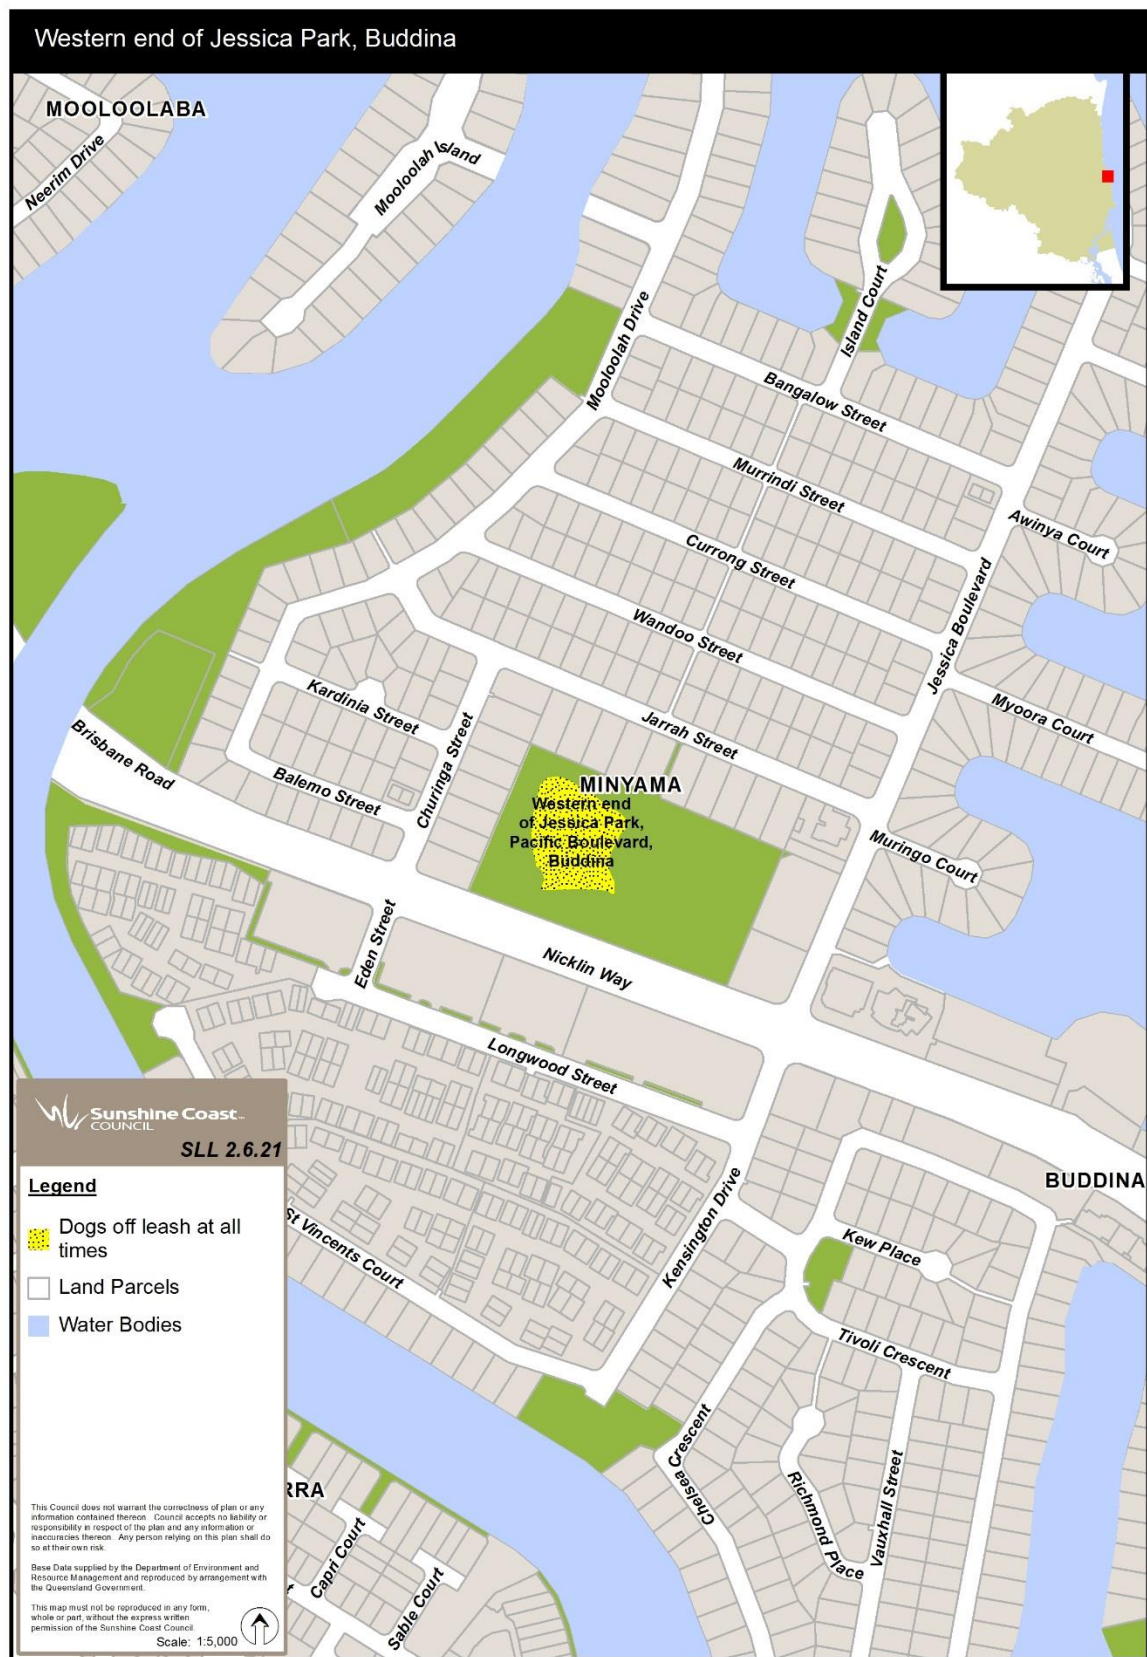 Western end of Jessica Park, Buddina
MOOLOOLABA
Neerim Drive
Mooloolah Island
Mooloolah Drive
Island Court
Bangalow Street
Murrindi Street
Awinya Court
Currong Street
Jessica Boulevard
Wandoo Street
Kardinia Street
Myoora Court
Jarrah Street
Brisbane Road
Churinga Street
Balemo Street
MINYAMA
Western end
of Jessica Park,
Pacific Boulevard,
Buddina
Muringo Court
Eden Street
Nicklin Way
Longwood Street
BUDDINA
Kensington Drive
Kew Place
St Vincents Court
Tivoli Crescent
Chelsea Crescent
Richmond Place
Vauxhall Street
RRA
Capri Court
Sable Court
Sunshine Coast
COUNCIL
SLL 2.6.21
Legend
Dogs off leash at all
times
Land Parcels
Water Bodies
This Council does not warrant the correctness of plan or any
information contained thereon. Council accepts no liability or
responsibility in respect of the plan and any information or
inaccuracies thereon. Any person relying on this plan shall do
so at their own risk.
Base Data supplied by the Department of Environment and
Resource Management and reproduced by arrangement with
the Queensland Government.
This map must not be reproduced in any form,
whole or part, without the express written
permission of the Sunshine Coast Council.
Scale: 1:5,000